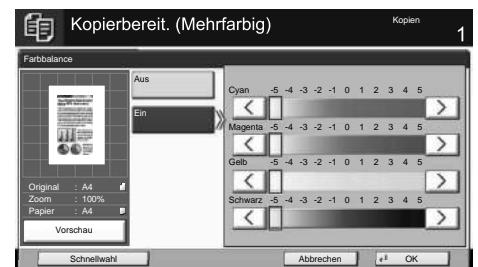 Kopierbereit. (Mehrfarbig)
Kopien
1
Farbbalance
Aus
Ein
Cyan -5 -4 -3 -2 -1 0 1 2 3 4 5
Magenta -5 -4 -3 -2 -1 0 1 2 3 4 5
Gelb -5 -4 -3 -2 -1 0 1 2 3 4 5
Schwarz -5 -4 -3 -2 -1 0 1 2 3 4 5
Original : A4
Zoom : 100%
Papier : A4
Vorschau
Schnellwahl
Abbrechen
OK